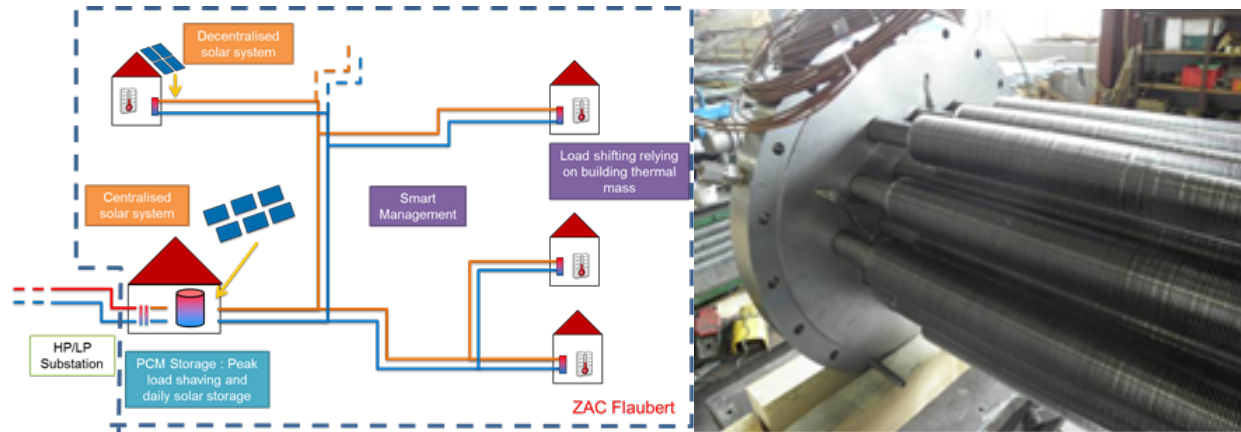 Decentralised
solar system
Centralised
solar system
Smart
Management
Load shifting relying
on building thermal
mass
HP/LP
Substation
PCM Storage : Peak
load shaving and
daily solar storage
ZAC Flaubert